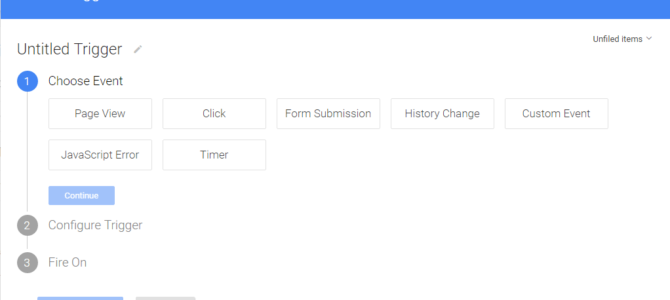 Unfiled Items
Untitled Trigger
1 Choose Event
Page View Click Form Submission History Change Custom Event
JavaScript Error Timer
Continue
2 Configure Trigger
3 Fire On